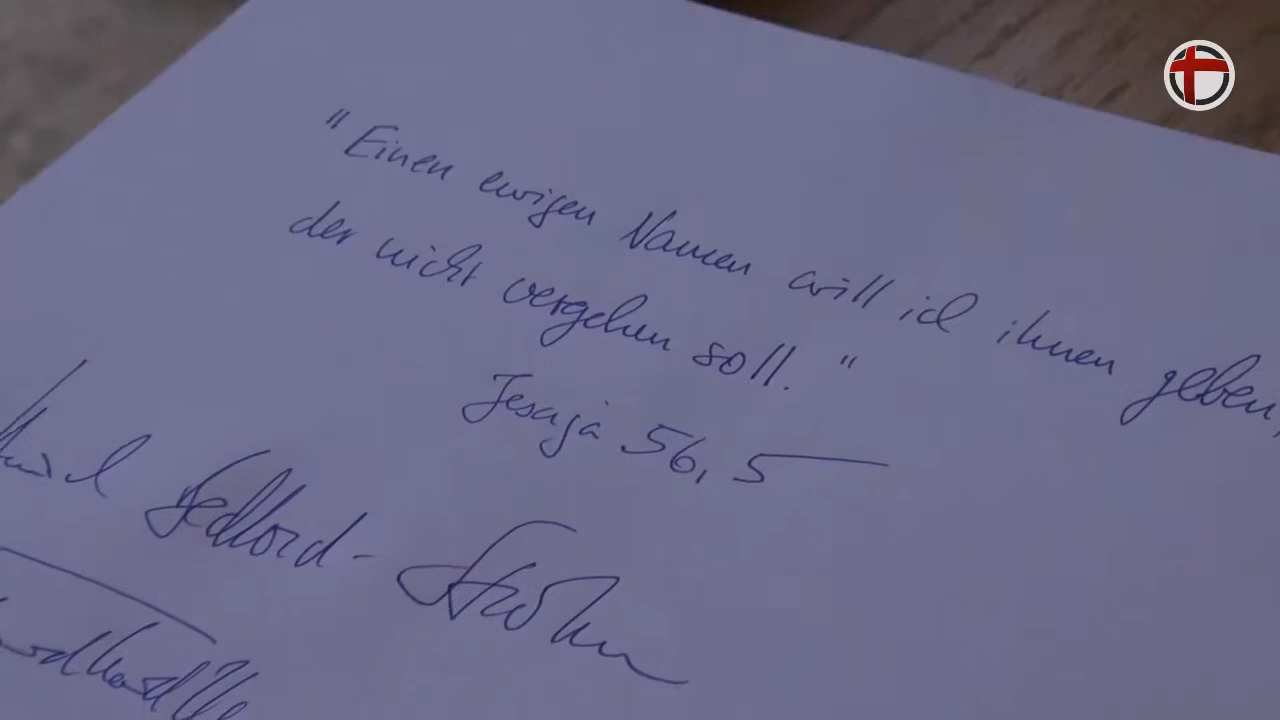 "Einen ewigen Namen will ich ihnen geben,
der nicht vergehen soll."
Jesaja 56,5
Bedford-Strohm